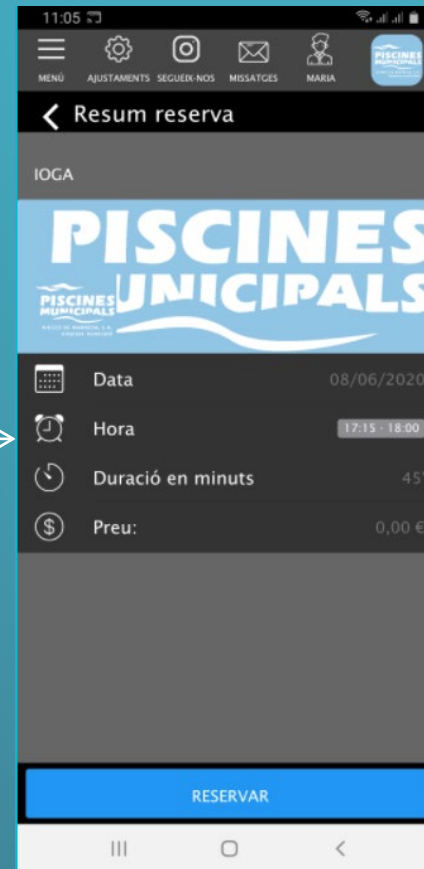 11:05
MENÚ AJUSTAMENTS SEGUEIX-NOS MISSATGES MARIA PISCINES MUNICIPALS
Resum reserva
IOGA
PISCINES
MUNICIPALS
PISCINES
MUNICIPALS
Data 08/06/2020
Hora 17:15 - 18:00
Duració en minuts 45'
Preu: 0,00 €
RESERVAR